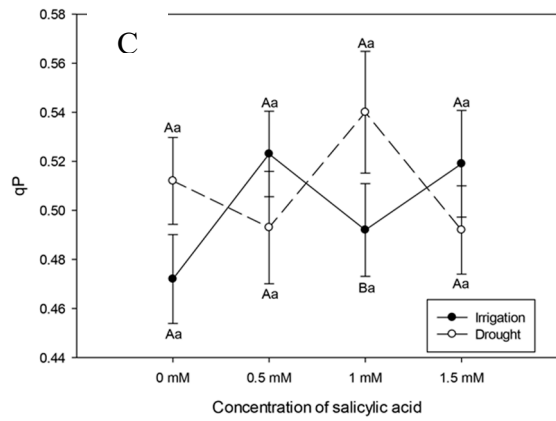 C
0.58
0.56
0.54
0.52
0.50
0.48
0.46
0.44
qP
Aa
Aa
Aa
Aa
Aa
Aa
Ba
Aa
Irrigation
Drought
0 mM
0.5 mM
1 mM
1.5 mM
Concentration of salicylic acid